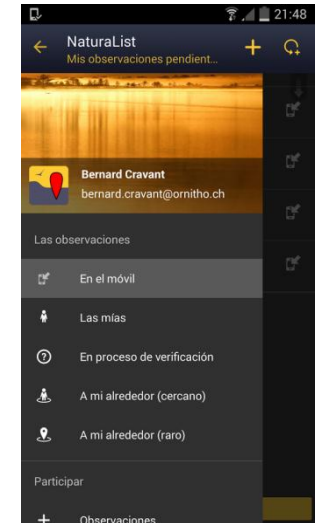 21:48
NaturaList
Mis observaciones pendient...
Bernard Cravant
bernard.cravant@ornitho.ch
Las observaciones
En el móvil
Las mías
En proceso de verificación
A mi alrededor (cercano)
A mi alrededor (raro)
Participar
Observaciones